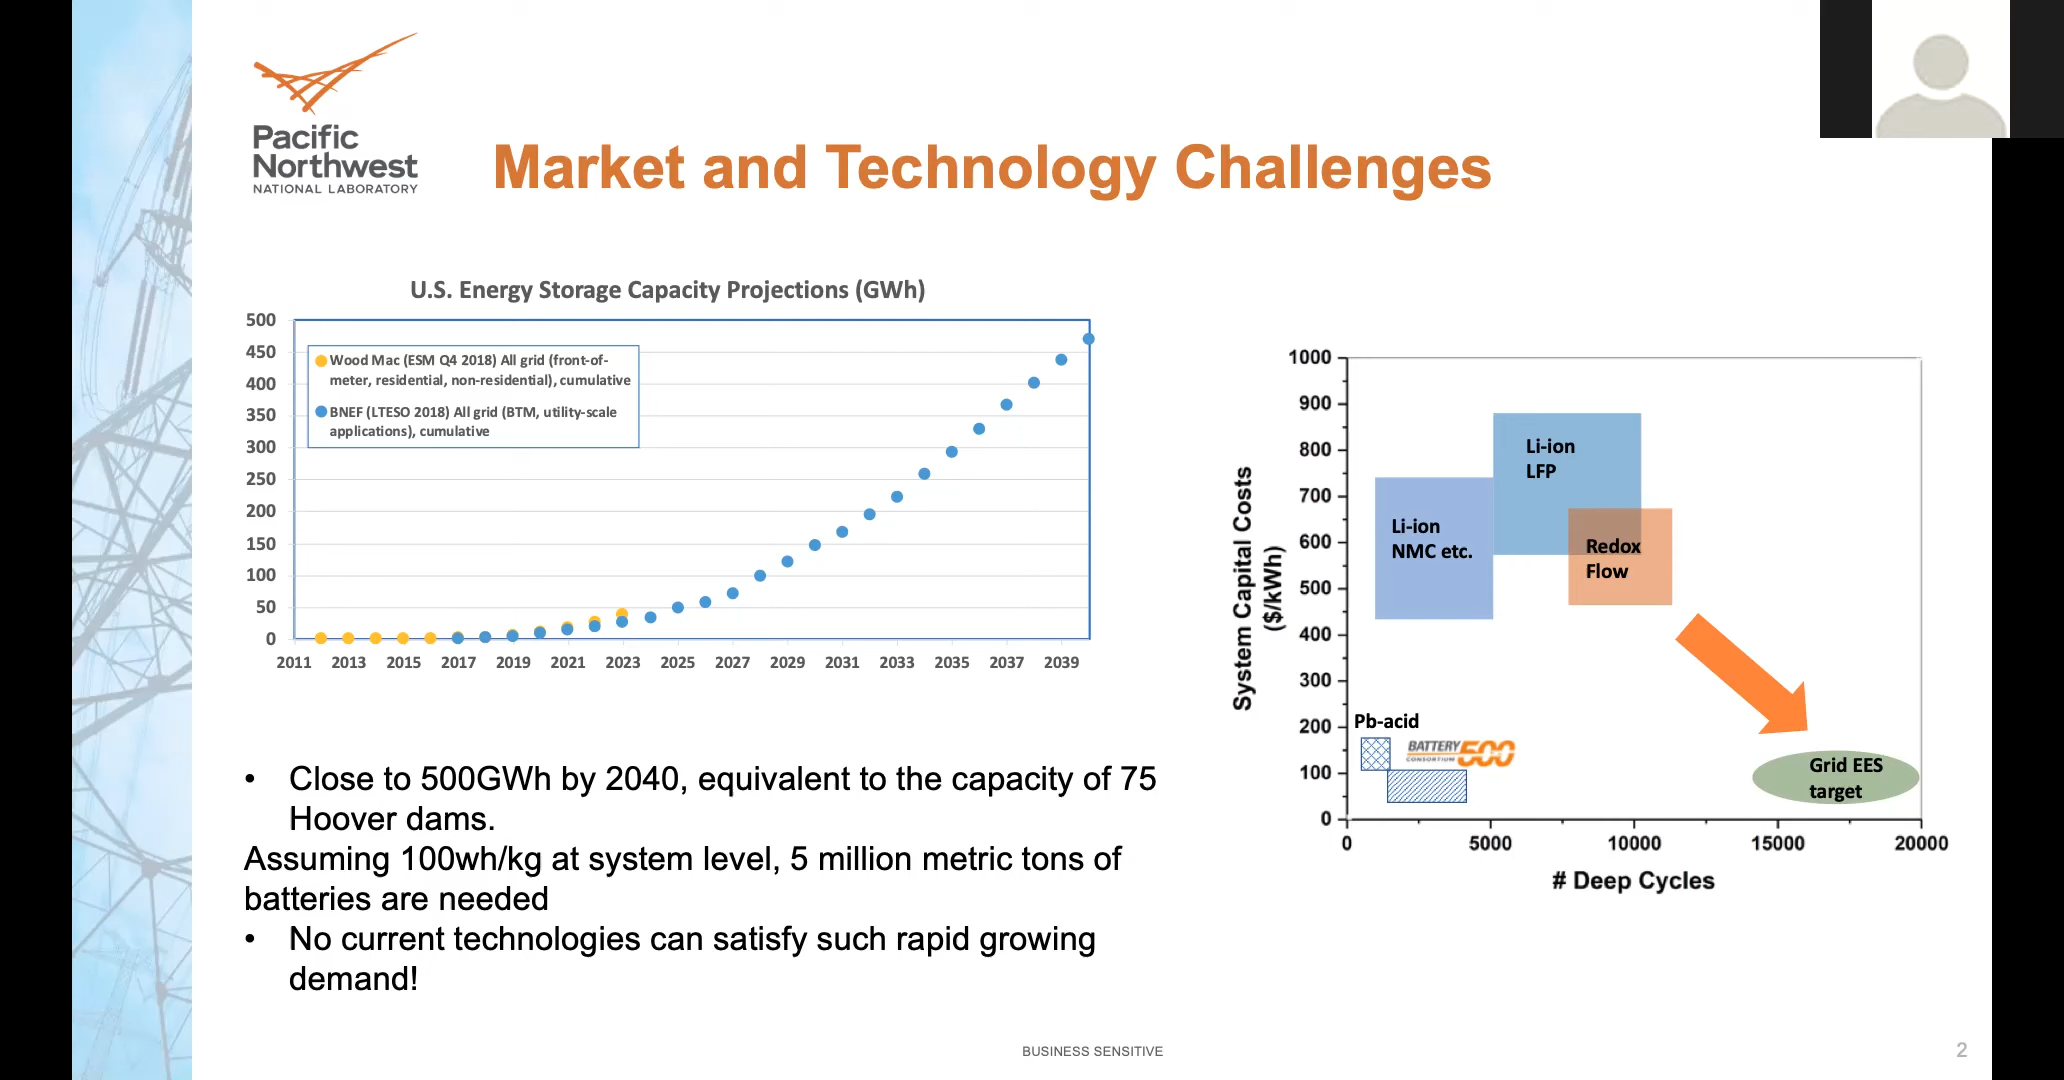 Pacific
Northwest
NATIONAL LABORATORY
Market and Technology Challenges
U.S. Energy Storage Capacity Projections (GWh)
500
450
400
350
300
250
200
150
100
50
0
Wood Mac (ESM Q4 2018) All grid (front-of-
meter, residential, non-residential), cumulative
BNEF (LTESO 2018) All grid (BTM, utility-scale
applications), cumulative
2011 2013 2015 2017 2019 2021 2023 2025 2027 2029 2031 2033 2035 2037 2039
• Close to 500GWh by 2040, equivalent to the capacity of 75
Hoover dams.
Assuming 100wh/kg at system level, 5 million metric tons of
batteries are needed
• No current technologies can satisfy such rapid growing
demand!
System Capital Costs
($/kWh)
1000
900
800
700
600
500
400
300
200
100
0
Li-ion
LFP
Li-ion
NMC etc.
Redox
Flow
Pb-acid
BATTERY 500
CONSORTIUM
Grid EES
target
0 5000 10000 15000 20000
# Deep Cycles
BUSINESS SENSITIVE
2